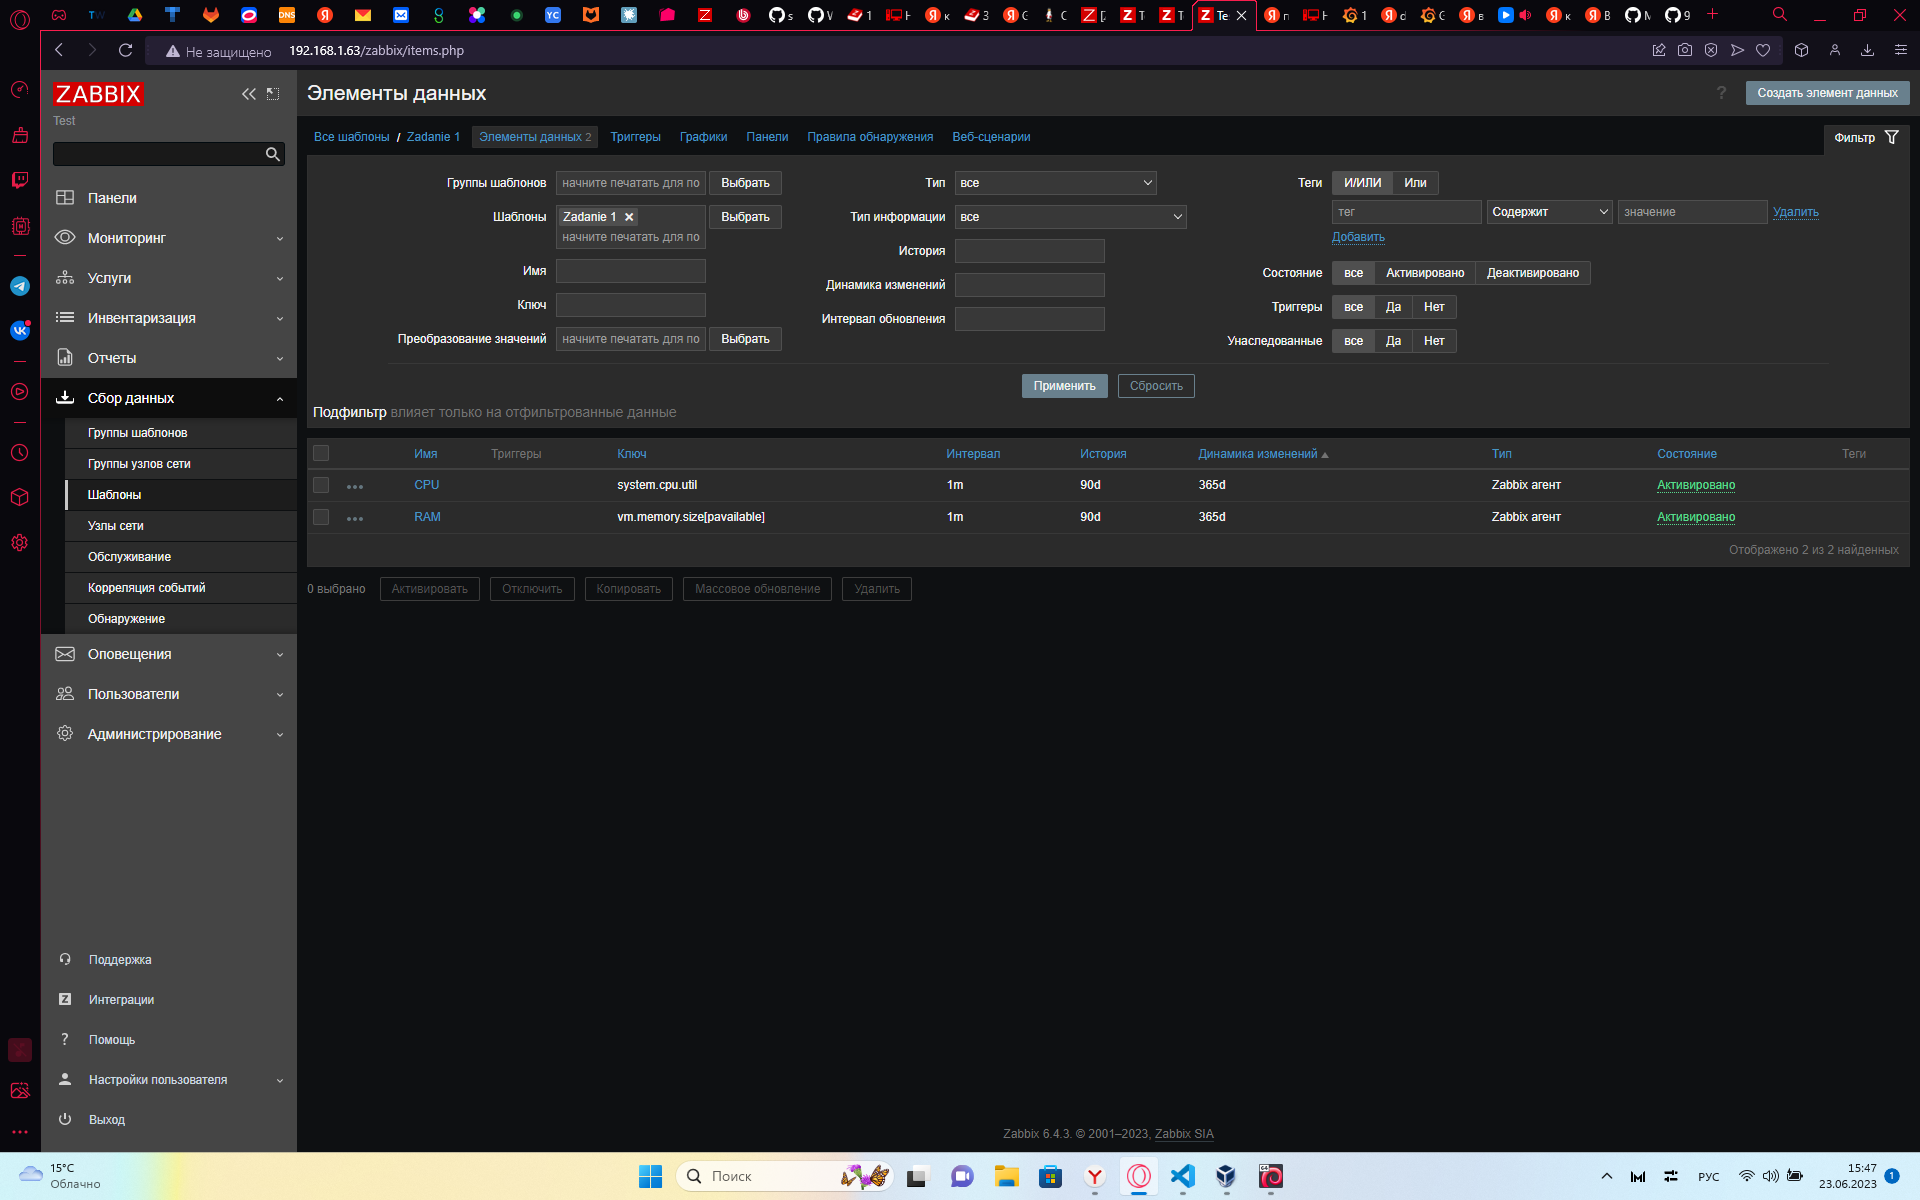 Не защищено 192.168.1.63/zabbix/items.php
ZABBIX
Test
Элементы данных
? Создать элемент данных
Все шаблоны / Zadanie 1 Элементы данных 2 Триггеры Графики Панели Правила обнаружения Веб-сценарии Фильтр
Группы шаблонов начните печатать для по Выбрать
Шаблоны Zadanie 1 Выбрать
начните печатать для по
Имя
Ключ
Преобразование значений начните печатать для по Выбрать
Тип все
Тип информации все
История
Динамика изменений
Интервал обновления
Теги И/ИЛИ Или
тег Содержит значение Удалить
Добавить
Состояние все Активировано Деактивировано
Триггеры все Да Нет
Унаследованные все Да Нет
Применить Сбросить
Подфильтр влияет только на отфильтрованные данные
Имя Триггеры Ключ Интервал История Динамика изменений Тип Состояние Теги
CPU system.cpu.util 1m 90d 365d Zabbix агент Активировано
RAM vm.memory.size[pavailable] 1m 90d 365d Zabbix агент Активировано
Отображено 2 из 2 найденных
0 выбрано Активировать Отключить Копировать Массовое обновление Удалить
Панели
Мониторинг
Услуги
Инвентаризация
Отчеты
Сбор данных
Группы шаблонов
Группы узлов сети
Шаблоны
Узлы сети
Обслуживание
Корреляция событий
Обнаружение
Оповещения
Пользователи
Администрирование
Поддержка
Интеграции
Помощь
Настройки пользователя
Выход
Zabbix 6.4.3. © 2001–2023, Zabbix SIA
15°C
Облачно
Поиск
РУС
15:47
23.06.2023
1